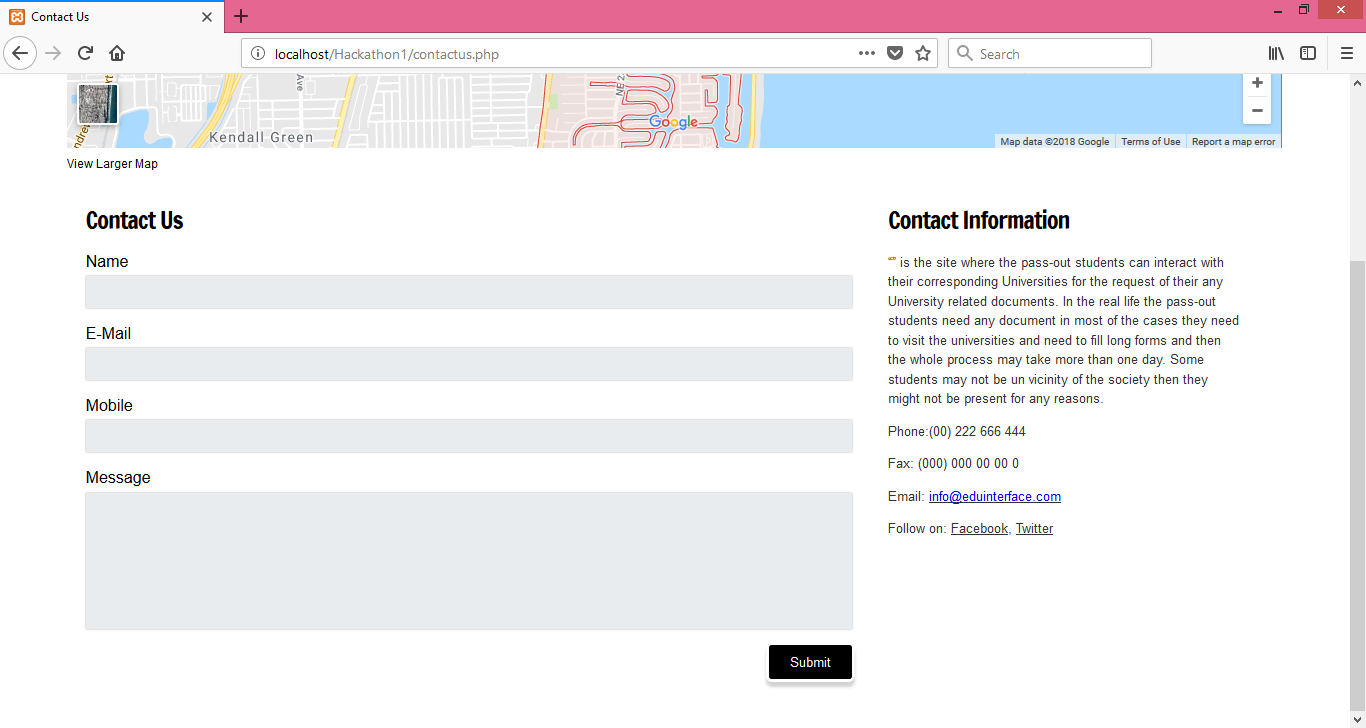 Contact Us
localhost/Hackathon1/contactus.php
Search
Ave
NE 2
Kendall Green
Google
Map data ©2018 Google
Terms of Use
Report a map error
View Larger Map
Contact Us
Name
E-Mail
Mobile
Message
Submit
Contact Information
“” is the site where the pass-out students can interact with
their corresponding Universities for the request of their any
University related documents. In the real life the pass-out
students need any document in most of the cases they need
to visit the universities and need to fill long forms and then
the whole process may take more than one day. Some
students may not be un vicinity of the society then they
might not be present for any reasons.
Phone:(00) 222 666 444
Fax: (000) 000 00 00 0
Email: info@eduinterface.com
Follow on: Facebook, Twitter